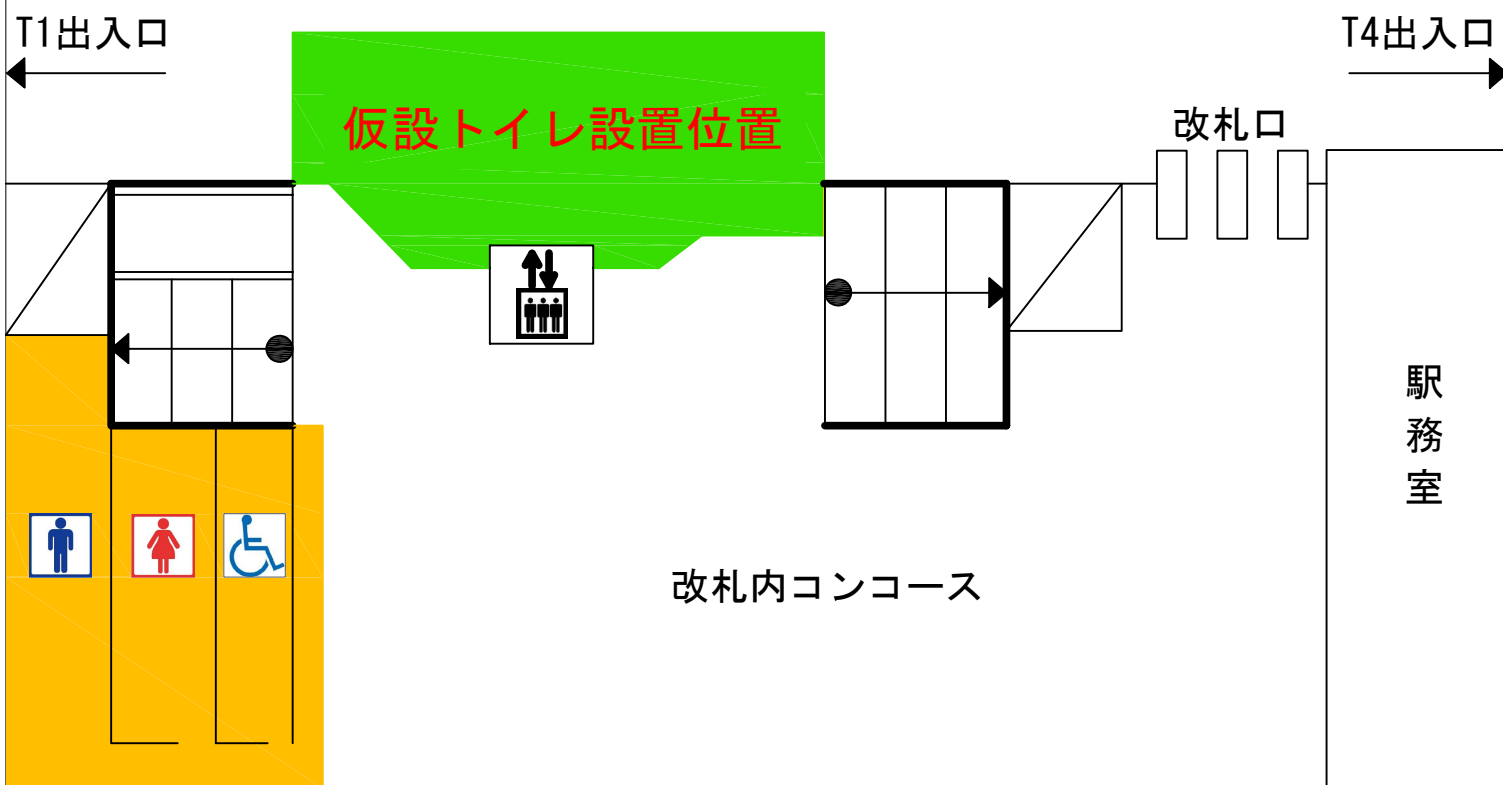 T1出入口
T4出入口
仮設トイレ設置位置
改札口
駅務室
改札内コンコース